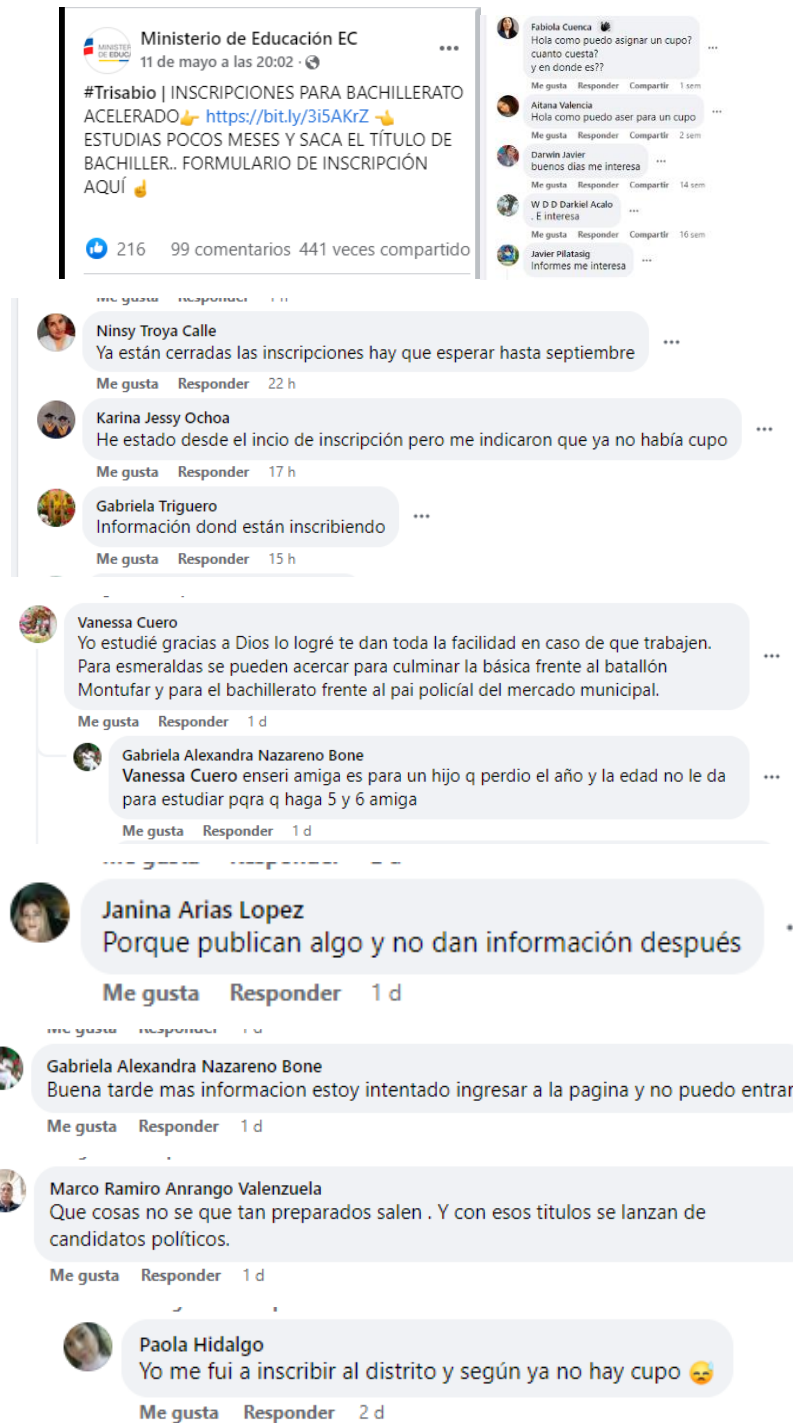 Ministerio de Educación EC
MINISTER
DE EDUC
11 de mayo a las 20:02 ·
#Trisabio | INSCRIPCIONES PARA BACHILLERATO
ACELERADO👉 https://bit.ly/3i5AKrZ 👈
ESTUDIAS POCOS MESES Y SACA EL TÍTULO DE
BACHILLER.. FORMULARIO DE INSCRIPCIÓN
AQUÍ ☝
216 99 comentarios 441 veces compartido
Fabiola Cuenca
Hola como puedo asignar un cupo?
cuanto cuesta?
y en donde es??
Me gusta Responder Compartir 1 sem
Aitana Valencia
Hola como puedo aser para un cupo
Me gusta Responder Compartir 2 sem
Darwin Javier
buenos días me interesa
Me gusta Responder Compartir 14 sem
W D D Darkiel Acalo
. E interesa
Me gusta Responder Compartir 16 sem
Javier Pilatasig
Informes me interesa
Me gusta Responder
Ninsy Troya Calle
Ya están cerradas las inscripciones hay que esperar hasta septiembre
Me gusta Responder 22 h
Karina Jessy Ochoa
He estado desde el incio de inscripción pero me indicaron que ya no había cupo
Me gusta Responder 17 h
Gabriela Triguero
Información dond están inscribiendo
Me gusta Responder 15 h
Vanessa Cuero
Yo estudié gracias a Dios lo logré te dan toda la facilidad en caso de que trabajen.
Para esmeraldas se pueden acercar para culminar la básica frente al batallón
Montufar y para el bachillerato frente al pai policíal del mercado municipal.
Me gusta Responder 1 d
Gabriela Alexandra Nazareno Bone
Vanessa Cuero enseri amiga es para un hijo q perdio el año y la edad no le da
para estudiar pqra q haga 5 y 6 amiga
Me gusta Responder 1 d
Janina Arias Lopez
Porque publican algo y no dan información después
Me gusta Responder 1 d
Me gusta Responder 1 d
Gabriela Alexandra Nazareno Bone
Buena tarde mas informacion estoy intentado ingresar a la pagina y no puedo entrar
Me gusta Responder 1 d
Marco Ramiro Anrango Valenzuela
Que cosas no se que tan preparados salen . Y con esos titulos se lanzan de
candidatos políticos.
Me gusta Responder 1 d
Paola Hidalgo
Yo me fui a inscribir al distrito y según ya no hay cupo 😓
Me gusta Responder 2 d